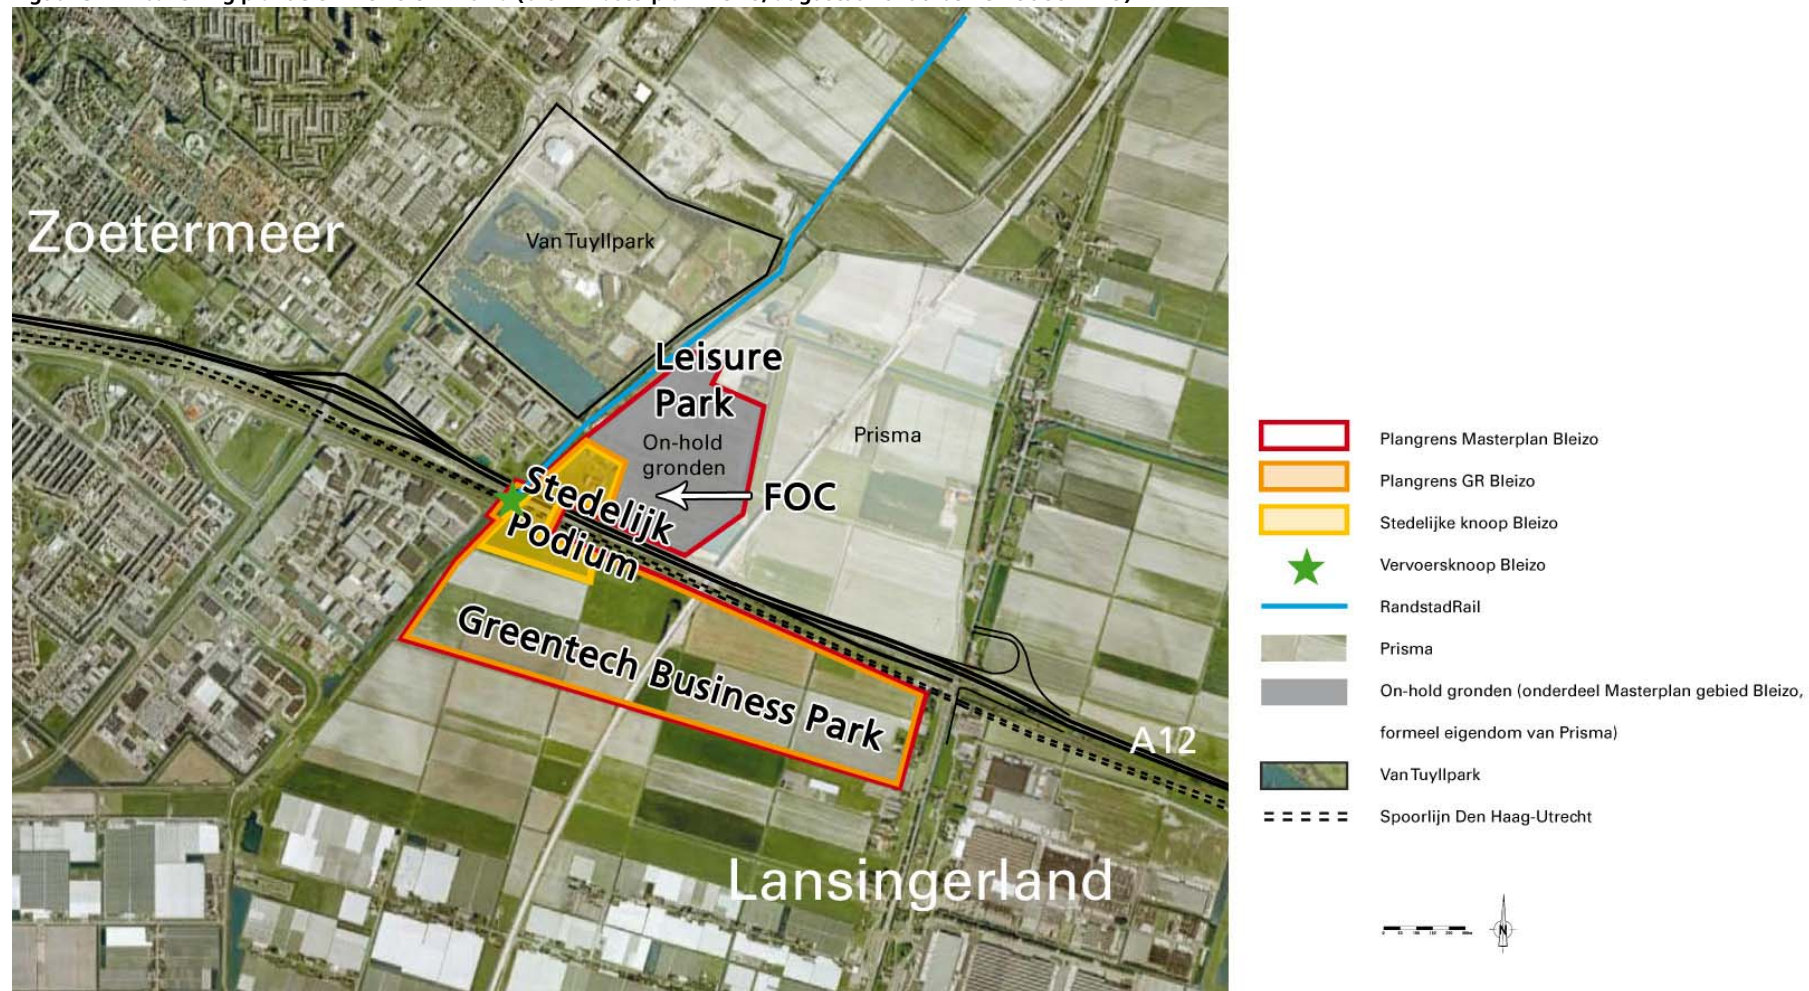 Zoetermeer
Van Tuyllpark
Leisure
Park
On-hold
gronden
Prisma
FOC
Stedelijk
Podium
Greentech Business Park
A12
Lansingerland
Plangrens Masterplan Bleizo
Plangrens GR Bleizo
Stedelijke knoop Bleizo
Vervoersknoop Bleizo
RandstadRail
Prisma
On-hold gronden (onderdeel Masterplan gebied Bleizo,
formeel eigendom van Prisma)
Van Tuyllpark
Spoorlijn Den Haag-Utrecht
N